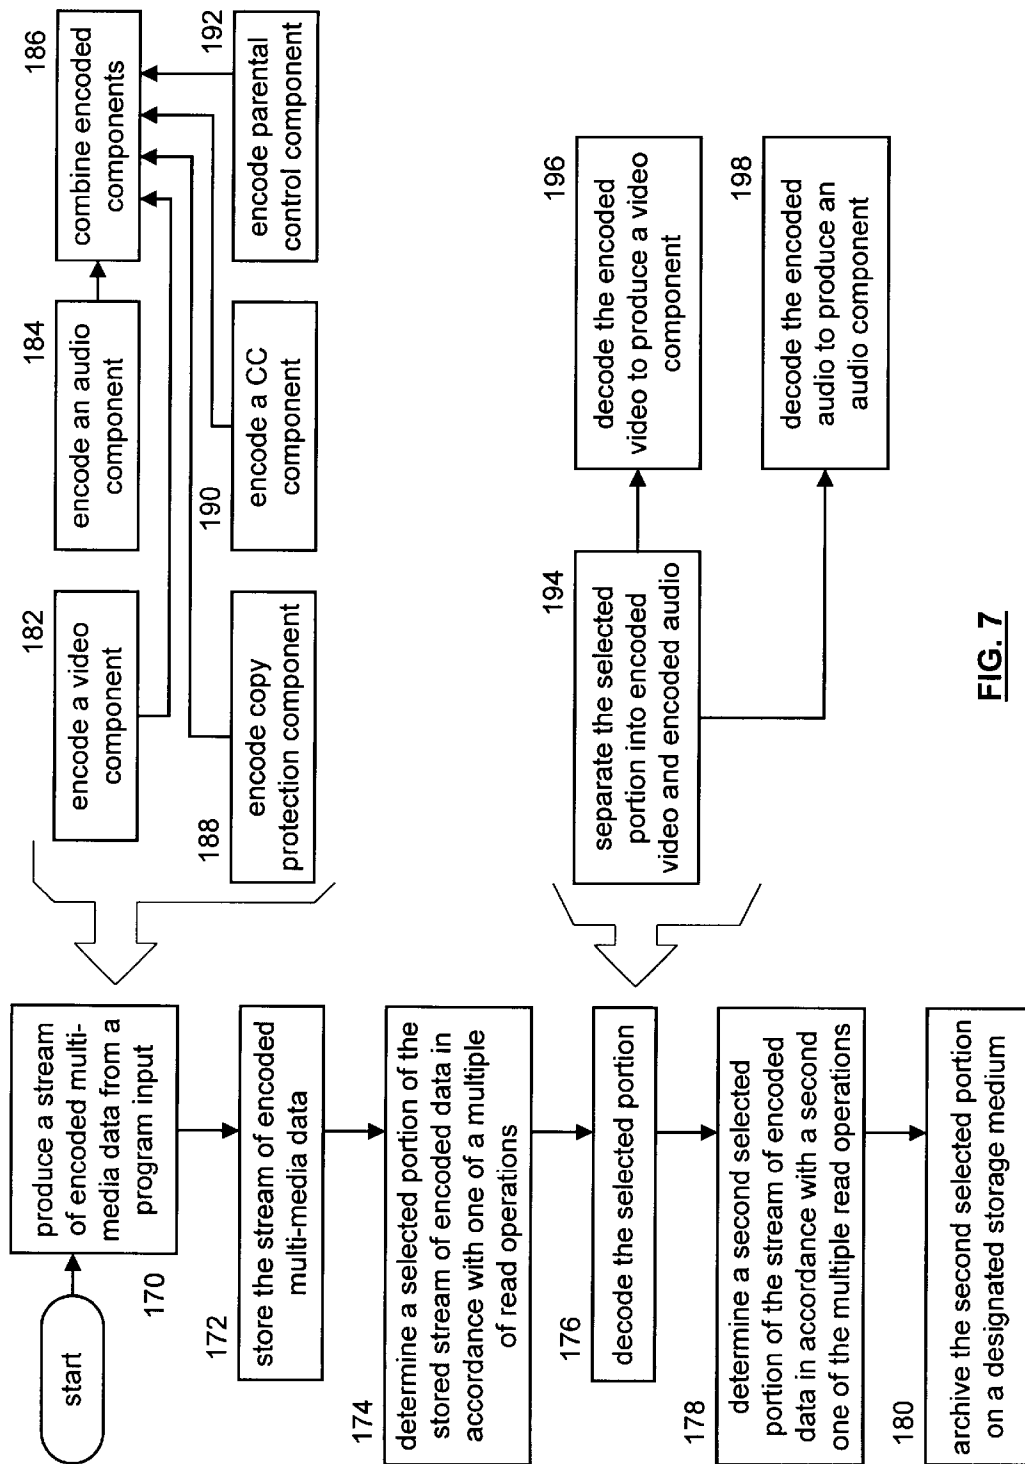 start
170
produce a stream
of encoded multi-
media data from a
program input
172
store the stream of encoded
multi-media data
174
determine a selected portion of the
stored stream of encoded data in
accordance with one of a multiple
of read operations
176
decode the selected portion
178
determine a second selected
portion of the stream of encoded
data in accordance with a second
one of the multiple read operations
180
archive the second selected portion
on a designated storage medium
182
encode a video
component
184
encode an audio
component
186
combine encoded
components
188
encode copy
protection component
190
encode a CC
component
192
encode parental
control component
194
separate the selected
portion into encoded
video and encoded audio
196
decode the encoded
video to produce a video
component
198
decode the encoded
audio to produce an
audio component
FIG. 7